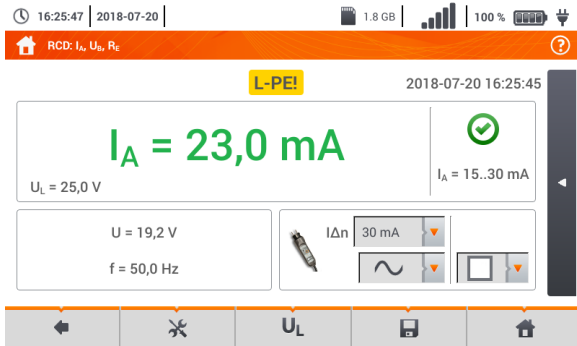 16:25:47 2018-07-20 1.8 GB 100 %
RCD: IA, UB, RE
L-PE! 2018-07-20 16:25:45
IA = 23,0 mA
IA = 15..30 mA
UL = 25,0 V
U = 19,2 V
f = 50,0 Hz
IΔn 30 mA
UL